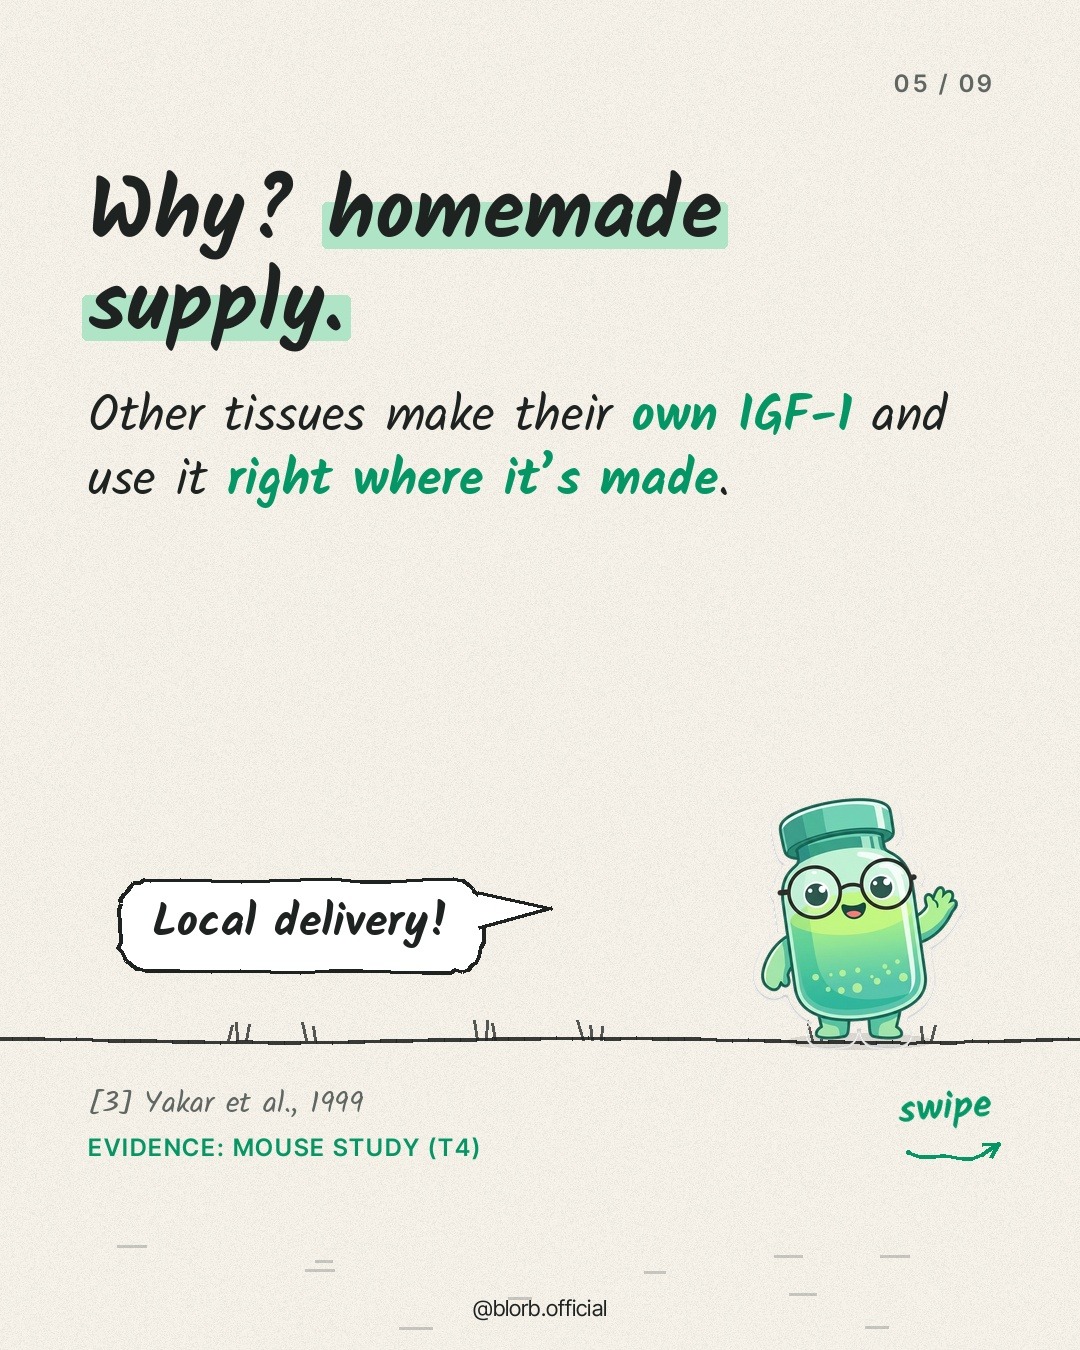 05 / 09
Why? homemade
supply.
Other tissues make their own IGF-1 and
use it right where it’s made.
Local delivery!
[3] Yakar et al., 1999
EVIDENCE: MOUSE STUDY (T4)
swipe
@blorb.official